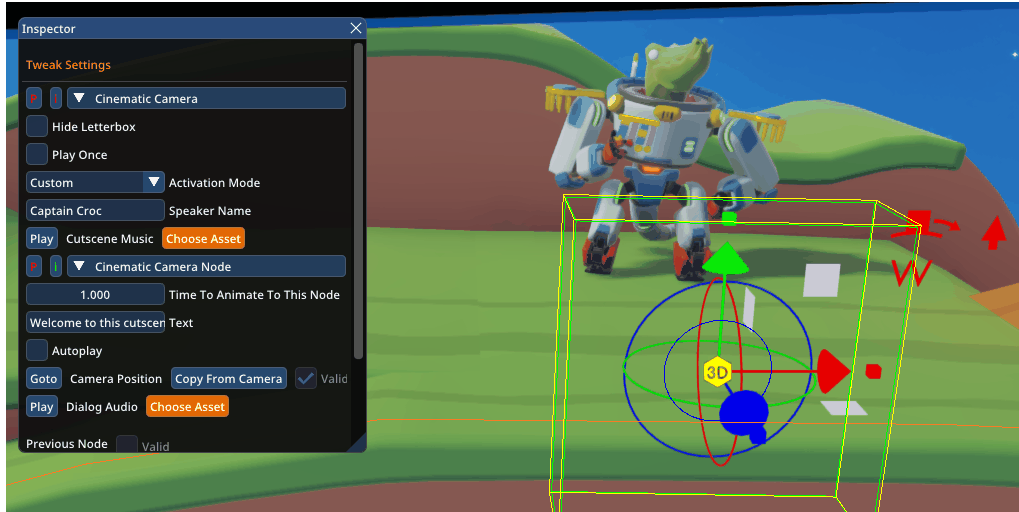 Inspector
Tweak Settings
R i Cinematic Camera
Hide Letterbox
Play Once
Custom Activation Mode
Captain Croc Speaker Name
Play Cutscene Music Choose Asset
R i Cinematic Camera Node
1.000 Time To Animate To This Node
Welcome to this cutscen Text
Autoplay
Goto Camera Position Copy From Camera Valid
Play Dialog Audio Choose Asset
Previous Node Valid
3D
W